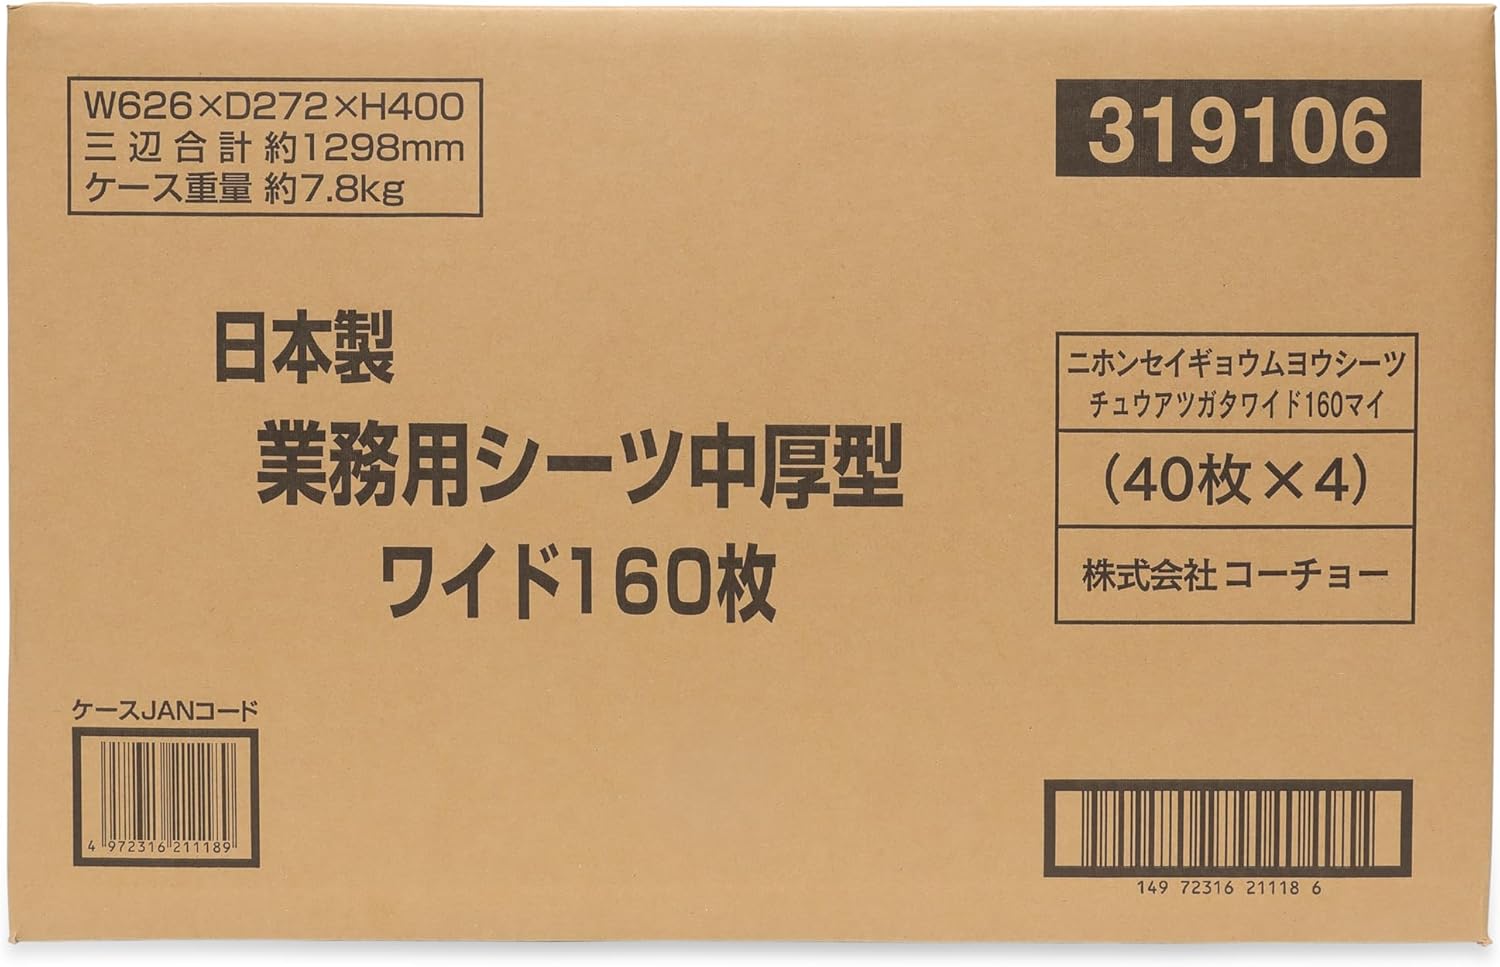 W626×D272×H400
三辺合計 約1298mm
ケース重量 約7.8kg
319106
日本製
業務用シーツ中厚型
ワイド160枚
ニホンセイギョウムヨウシーツ
チュウアツガタワイド160マイ
(40枚×4)
株式会社 コーチョー
ケースJANコード
4 972316 211189
149 72316 21118 6